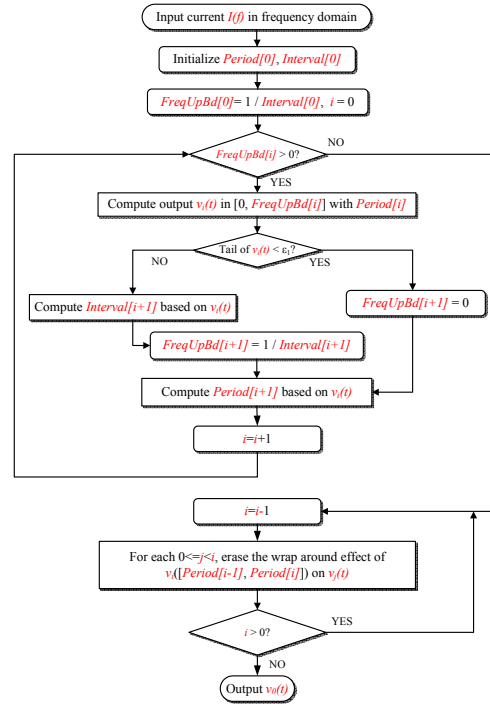 Input current I(f) in frequency domain
Initialize Period[0], Interval[0]
FreqUpBd[0]= 1 / Interval[0], i = 0
FreqUpBd[i] > 0?
NO
YES
Compute output vᵢ(t) in [0, FreqUpBd[i]] with Period[i]
Tail of vᵢ(t) < ε₁?
NO
YES
Compute Interval[i+1] based on vᵢ(t)
FreqUpBd[i+1] = 0
FreqUpBd[i+1] = 1 / Interval[i+1]
Compute Period[i+1] based on vᵢ(t)
i=i+1
i=i-1
For each 0<=j<i, erase the wrap around effect of
vᵢ([Period[i-1], Period[i]]) on vⱼ(t)
i > 0?
YES
NO
Output v₀(t)